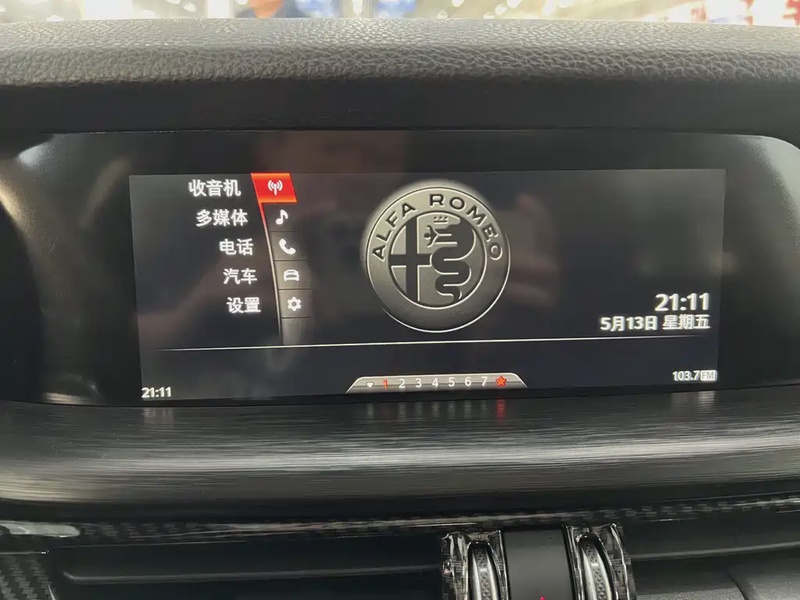 收音机
多媒体
电话
汽车
设置
ALFA ROMEO
21:11
5月13日 星期五
1 2 3 4 5 6 7
103.7 FM
21:11